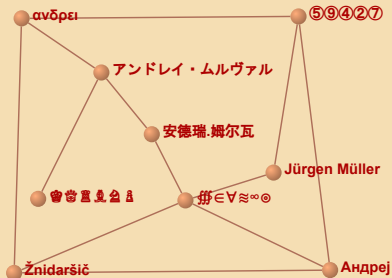 ανδρει
⑤⑨④②⑦
アンドレイ・ムルヴァル
安德瑞.姆尔瓦
Jürgen Müller
♚♛♜♝♞♟
∰∈∀≋∞⊙
Žnidaršič
Андреј